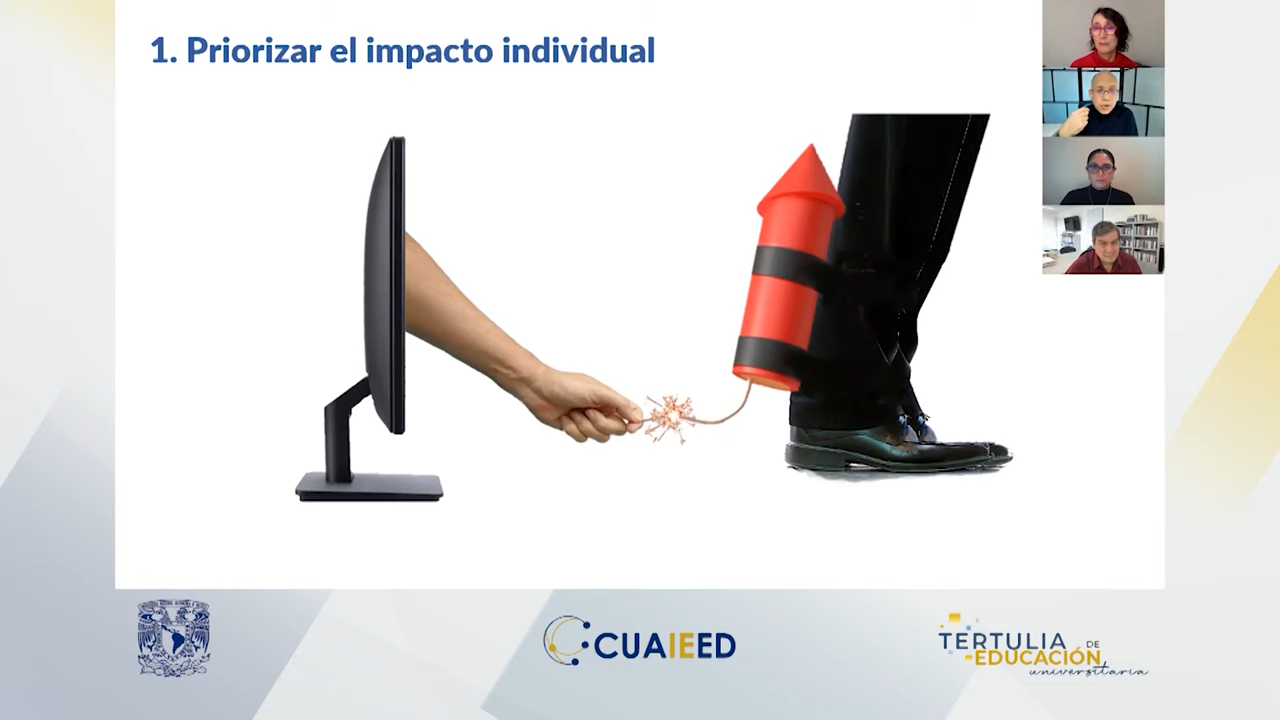 1. Priorizar el impacto individual
CUAIEED
TERTULIA DE
EDUCACIÓN
universitaria